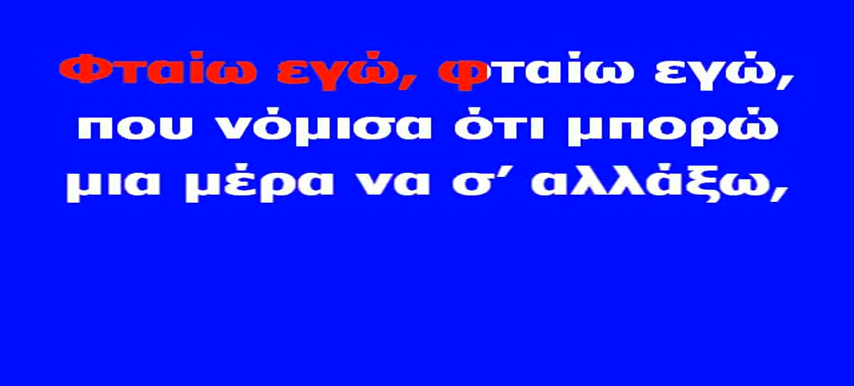 Φταίω εγώ, φταίω εγώ,
που νόμισα ότι μπορώ
μια μέρα να σ’ αλλάξω,